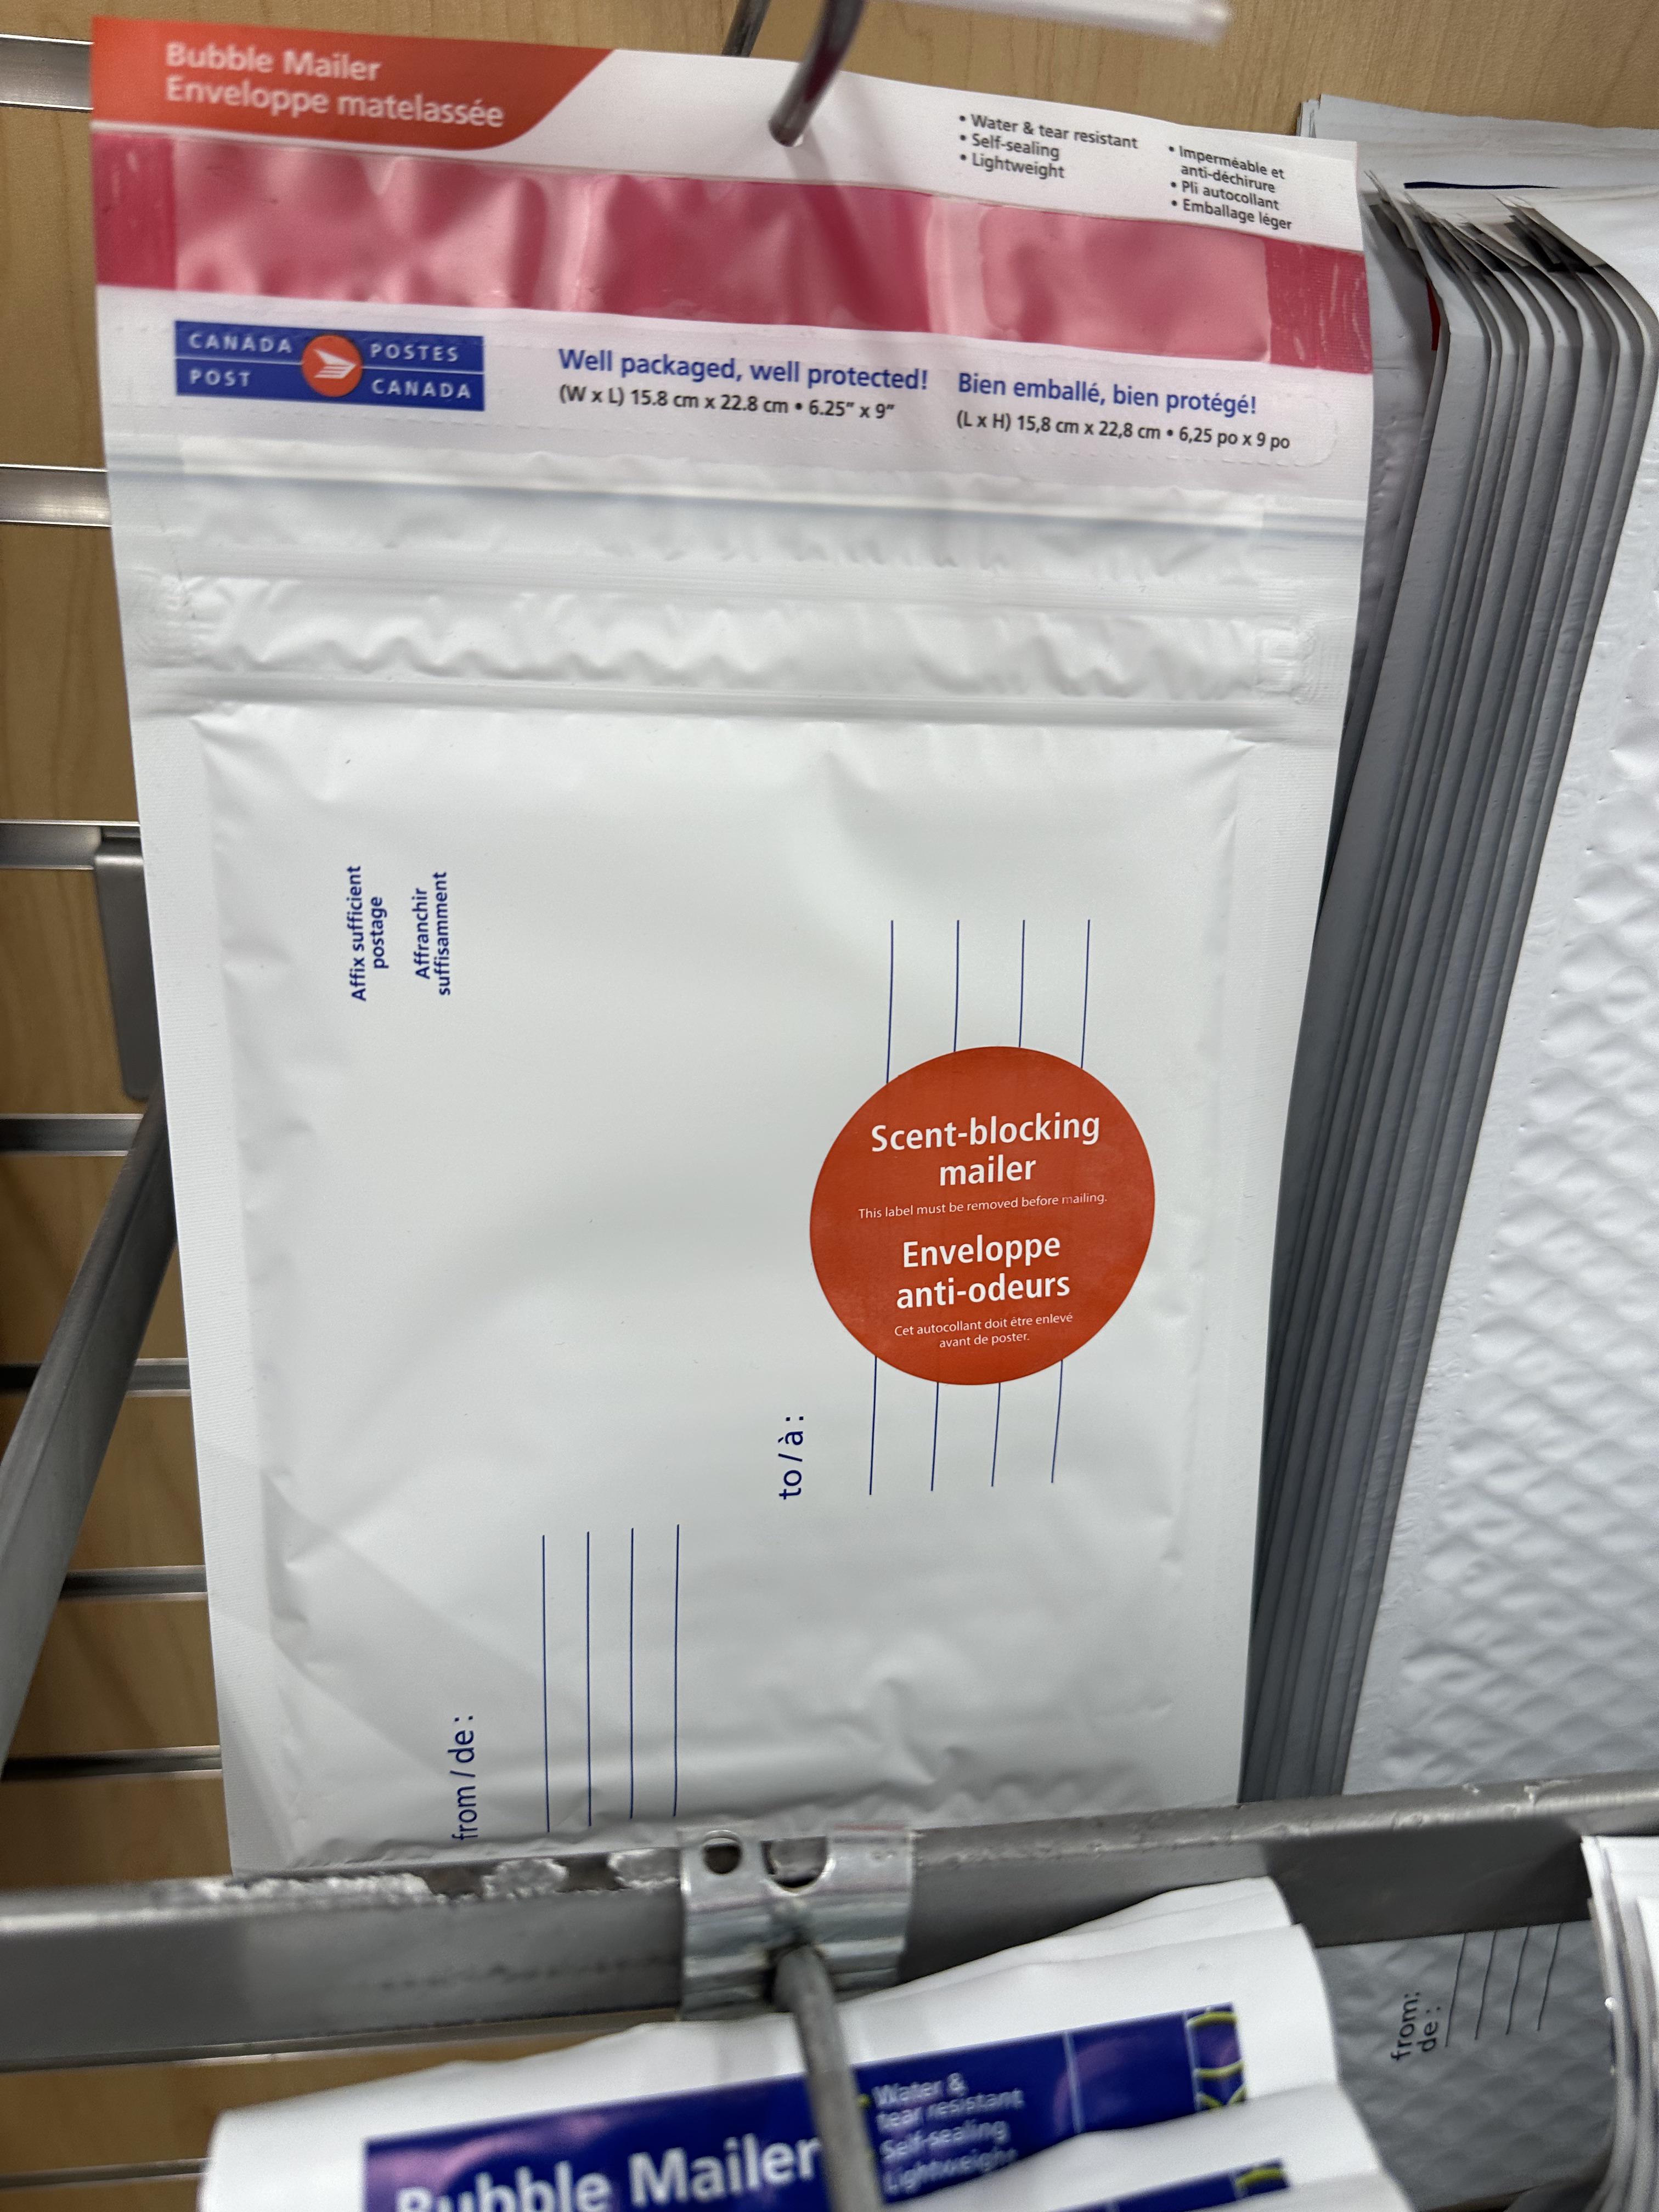 Bubble Mailer
Enveloppe matelassée
• Water & tear resistant
• Self-sealing
• Lightweight
• Imperméable et
anti-déchirure
• Pli autocollant
• Emballage léger
CANADA POST
POSTES CANADA
Well packaged, well protected!
(W x L) 15.8 cm x 22.8 cm • 6.25" x 9"
Bien emballé, bien protégé!
(L x H) 15,8 cm x 22,8 cm • 6,25 po x 9 po
Affix sufficient
postage
Affranchir
suffisamment
Scent-blocking
mailer
This label must be removed before mailing.
Enveloppe
anti-odeurs
Cet autocollant doit être enlevé
avant de poster.
to / à :
from / de :
from:
de :
Bubble Mailer
Water &
tear resistant
Self-sealing
Lightweight